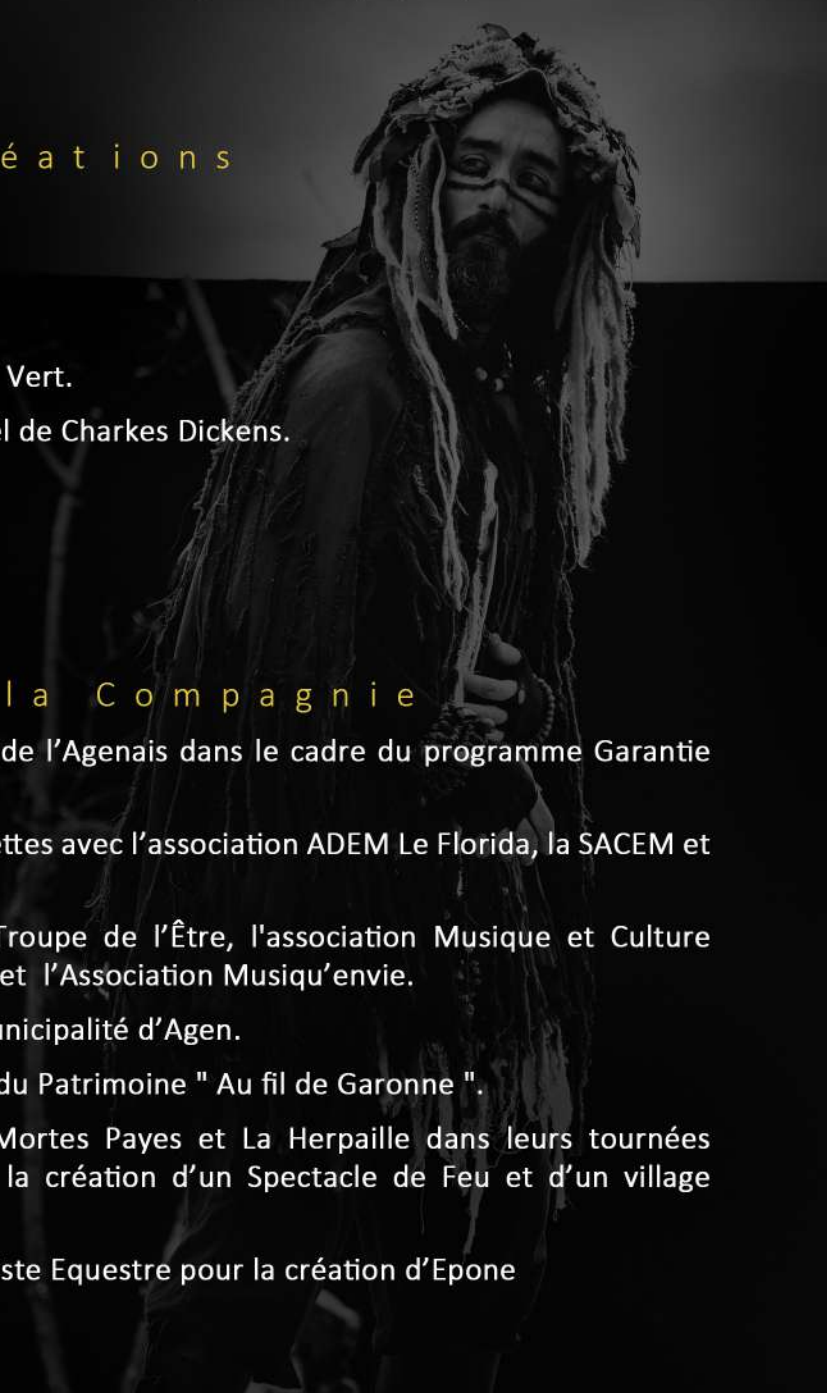 éations
Vert.
el de Charkes Dickens.
la Compagnie
de l’Agenais dans le cadre du programme Garantie
ettes avec l’association ADEM Le Florida, la SACEM et
Troupe de l’Être, l'association Musique et Culture
et l’Association Musiqu’envie.
unicipalité d’Agen.
du Patrimoine " Au fil de Garonne ".
Mortes Payes et La Herpaille dans leurs tournées
la création d’un Spectacle de Feu et d’un village
ste Equestre pour la création d’Epone